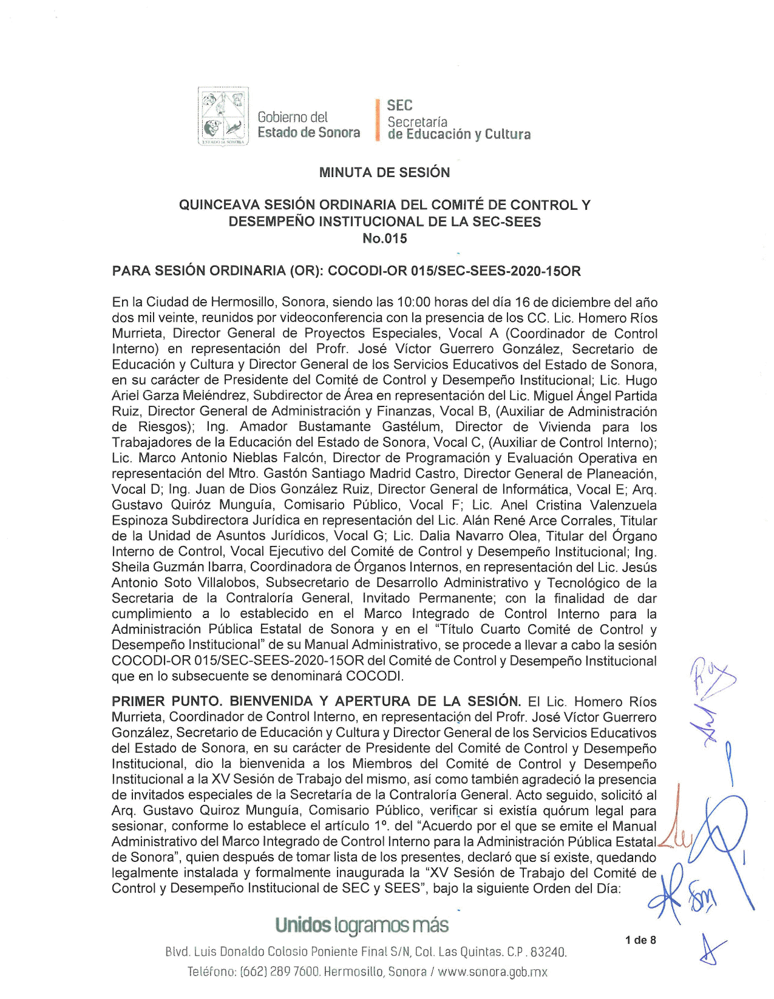 ESTADO DE SONORA
Gobierno del
Estado de Sonora
SEC
Secretaría
de Educación y Cultura
MINUTA DE SESIÓN
QUINCEAVA SESIÓN ORDINARIA DEL COMITÉ DE CONTROL Y
DESEMPEÑO INSTITUCIONAL DE LA SEC-SEES
No.015
PARA SESIÓN ORDINARIA (OR): COCODI-OR 015/SEC-SEES-2020-15OR
En la Ciudad de Hermosillo, Sonora, siendo las 10:00 horas del día 16 de diciembre del año
dos mil veinte, reunidos por videoconferencia con la presencia de los CC. Lic. Homero Ríos
Murrieta, Director General de Proyectos Especiales, Vocal A (Coordinador de Control
Interno) en representación del Profr. José Víctor Guerrero González, Secretario de
Educación y Cultura y Director General de los Servicios Educativos del Estado de Sonora,
en su carácter de Presidente del Comité de Control y Desempeño Institucional; Lic. Hugo
Ariel Garza Meléndrez, Subdirector de Área en representación del Lic. Miguel Ángel Partida
Ruiz, Director General de Administración y Finanzas, Vocal B, (Auxiliar de Administración
de Riesgos); Ing. Amador Bustamante Gastélum, Director de Vivienda para los
Trabajadores de la Educación del Estado de Sonora, Vocal C, (Auxiliar de Control Interno);
Lic. Marco Antonio Nieblas Falcón, Director de Programación y Evaluación Operativa en
representación del Mtro. Gastón Santiago Madrid Castro, Director General de Planeación,
Vocal D; Ing. Juan de Dios González Ruiz, Director General de Informática, Vocal E; Arq.
Gustavo Quiróz Munguía, Comisario Público, Vocal F; Lic. Anel Cristina Valenzuela
Espinoza Subdirectora Jurídica en representación del Lic. Alán René Arce Corrales, Titular
de la Unidad de Asuntos Jurídicos, Vocal G; Lic. Dalia Navarro Olea, Titular del Órgano
Interno de Control, Vocal Ejecutivo del Comité de Control y Desempeño Institucional; Ing.
Sheila Guzmán Ibarra, Coordinadora de Órganos Internos, en representación del Lic. Jesús
Antonio Soto Villalobos, Subsecretario de Desarrollo Administrativo y Tecnológico de la
Secretaria de la Contraloría General, Invitado Permanente; con la finalidad de dar
cumplimiento a lo establecido en el Marco Integrado de Control Interno para la
Administración Pública Estatal de Sonora y en el “Título Cuarto Comité de Control y
Desempeño Institucional” de su Manual Administrativo, se procede a llevar a cabo la sesión
COCODI-OR 015/SEC-SEES-2020-15OR del Comité de Control y Desempeño Institucional
que en lo subsecuente se denominará COCODI.
PRIMER PUNTO. BIENVENIDA Y APERTURA DE LA SESIÓN. El Lic. Homero Ríos
Murrieta, Coordinador de Control Interno, en representación del Profr. José Víctor Guerrero
González, Secretario de Educación y Cultura y Director General de los Servicios Educativos
del Estado de Sonora, en su carácter de Presidente del Comité de Control y Desempeño
Institucional, dio la bienvenida a los Miembros del Comité de Control y Desempeño
Institucional a la XV Sesión de Trabajo del mismo, así como también agradeció la presencia
de invitados especiales de la Secretaría de la Contraloría General. Acto seguido, solicitó al
Arq. Gustavo Quiroz Munguía, Comisario Público, verificar si existía quórum legal para
sesionar, conforme lo establece el artículo 1º. del “Acuerdo por el que se emite el Manual
Administrativo del Marco Integrado de Control Interno para la Administración Pública Estatal
de Sonora”, quien después de tomar lista de los presentes, declaró que sí existe, quedando
legalmente instalada y formalmente inaugurada la “XV Sesión de Trabajo del Comité de
Control y Desempeño Institucional de SEC y SEES”, bajo la siguiente Orden del Día:
Unidos logramos más
1 de 8
Blvd. Luis Donaldo Colosio Poniente Final S/N, Col. Las Quintas. C.P. 83240.
Teléfono: (662) 289 7600. Hermosillo, Sonora / www.sonora.gob.mx